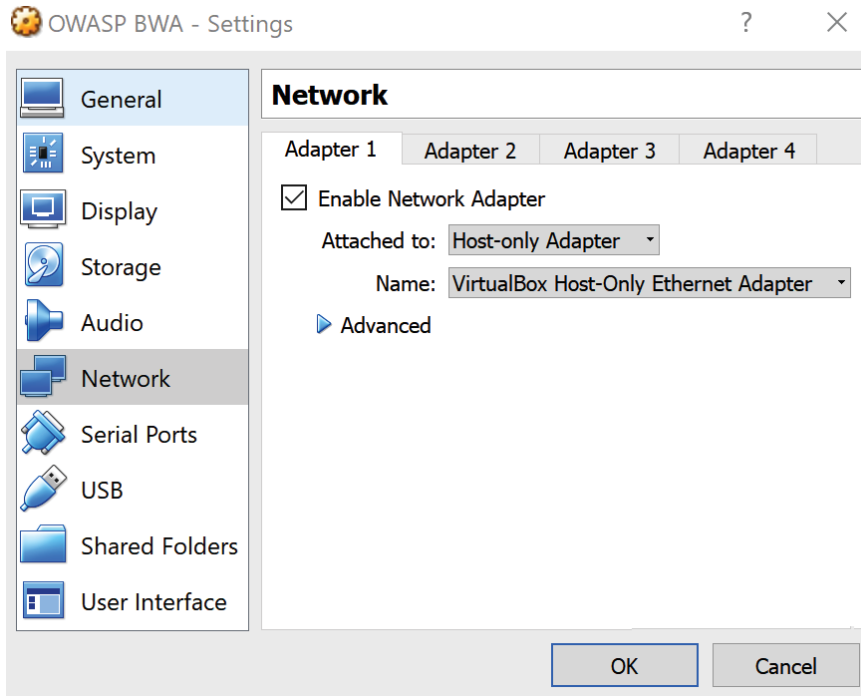 OWASP BWA - Settings ? ×
General
System
Display
Storage
Audio
Network
Serial Ports
USB
Shared Folders
User Interface
Network
Adapter 1 Adapter 2 Adapter 3 Adapter 4
Enable Network Adapter
Attached to: Host-only Adapter
Name: VirtualBox Host-Only Ethernet Adapter
Advanced
OK Cancel